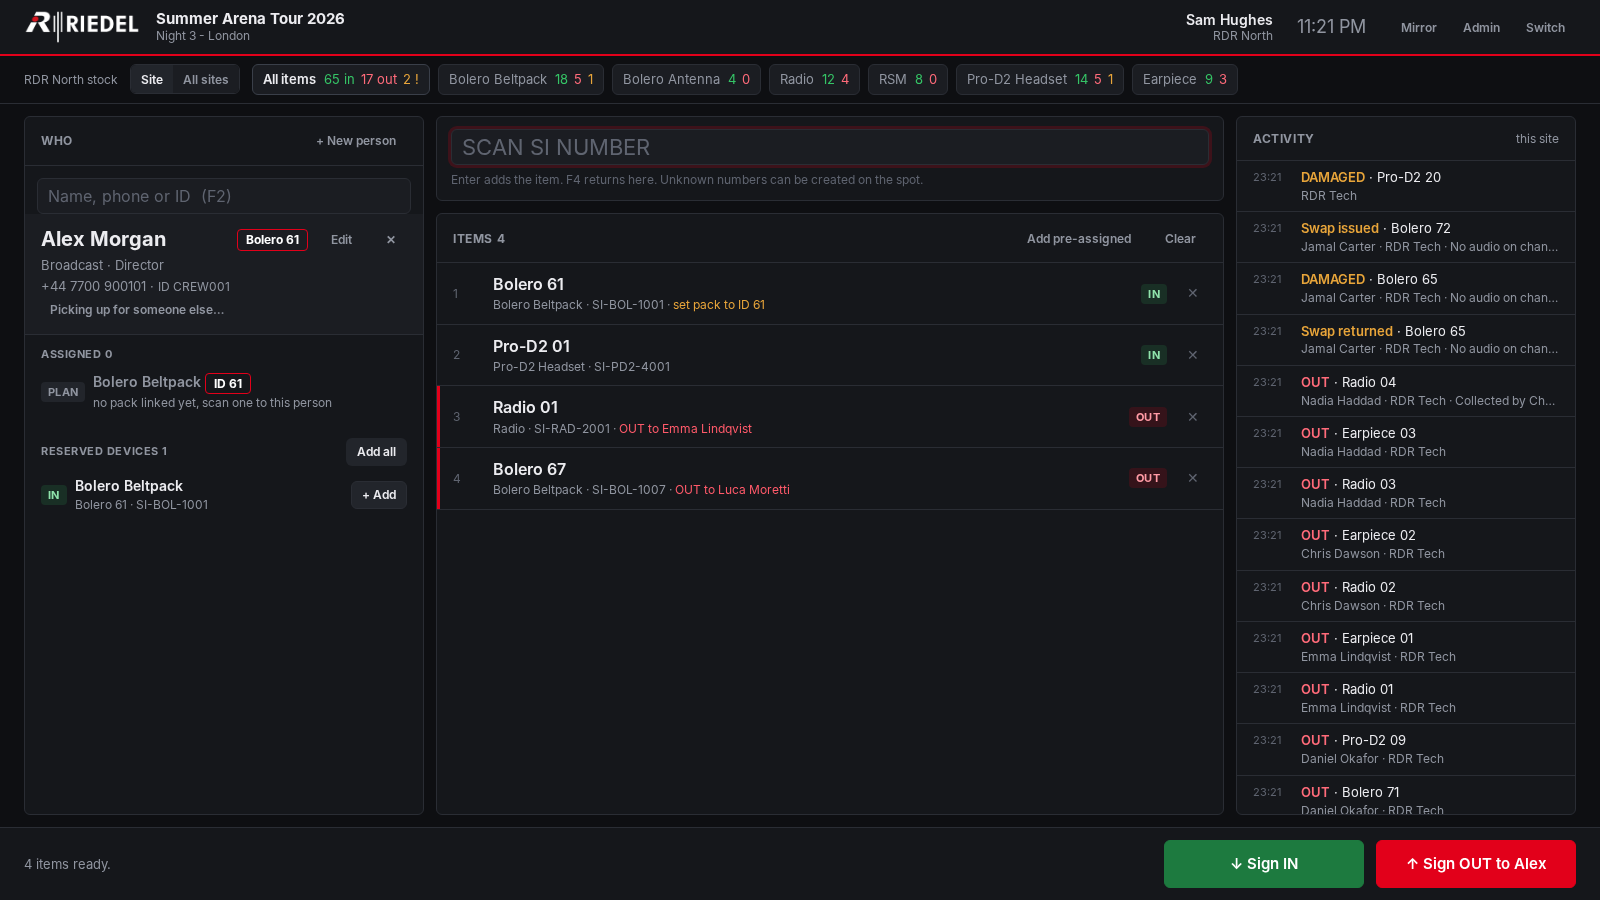 RIEDEL
Summer Arena Tour 2026
Night 3 - London
Sam Hughes
RDR North
11:21 PM
Mirror
Admin
Switch
RDR North stock
Site
All sites
All items 65 in 17 out 2 !
Bolero Beltpack 18 5 1
Bolero Antenna 4 0
Radio 12 4
RSM 8 0
Pro-D2 Headset 14 5 1
Earpiece 9 3
WHO
+ New person
Name, phone or ID (F2)
Alex Morgan
Bolero 61
Edit
×
Broadcast · Director
+44 7700 900101 · ID CREW001
Picking up for someone else...
ASSIGNED 0
PLAN
Bolero Beltpack ID 61
no pack linked yet, scan one to this person
RESERVED DEVICES 1
Add all
IN
Bolero Beltpack
Bolero 61 · SI-BOL-1001
+ Add
SCAN SI NUMBER
Enter adds the item. F4 returns here. Unknown numbers can be created on the spot.
ITEMS 4
Add pre-assigned
Clear
1
Bolero 61
Bolero Beltpack · SI-BOL-1001 · set pack to ID 61
IN
×
2
Pro-D2 01
Pro-D2 Headset · SI-PD2-4001
IN
×
3
Radio 01
Radio · SI-RAD-2001 · OUT to Emma Lindqvist
OUT
×
4
Bolero 67
Bolero Beltpack · SI-BOL-1007 · OUT to Luca Moretti
OUT
×
ACTIVITY
this site
23:21 DAMAGED · Pro-D2 20
RDR Tech
23:21 Swap issued · Bolero 72
Jamal Carter · RDR Tech · No audio on chan...
23:21 DAMAGED · Bolero 65
Jamal Carter · RDR Tech · No audio on chan...
23:21 Swap returned · Bolero 65
Jamal Carter · RDR Tech · No audio on chan...
23:21 OUT · Radio 04
Nadia Haddad · RDR Tech · Collected by Ch...
23:21 OUT · Earpiece 03
Nadia Haddad · RDR Tech
23:21 OUT · Radio 03
Nadia Haddad · RDR Tech
23:21 OUT · Earpiece 02
Chris Dawson · RDR Tech
23:21 OUT · Radio 02
Chris Dawson · RDR Tech
23:21 OUT · Earpiece 01
Emma Lindqvist · RDR Tech
23:21 OUT · Radio 01
Emma Lindqvist · RDR Tech
23:21 OUT · Pro-D2 09
Daniel Okafor · RDR Tech
23:21 OUT · Bolero 71
Daniel Okafor · RDR Tech
4 items ready.
↓ Sign IN
↑ Sign OUT to Alex